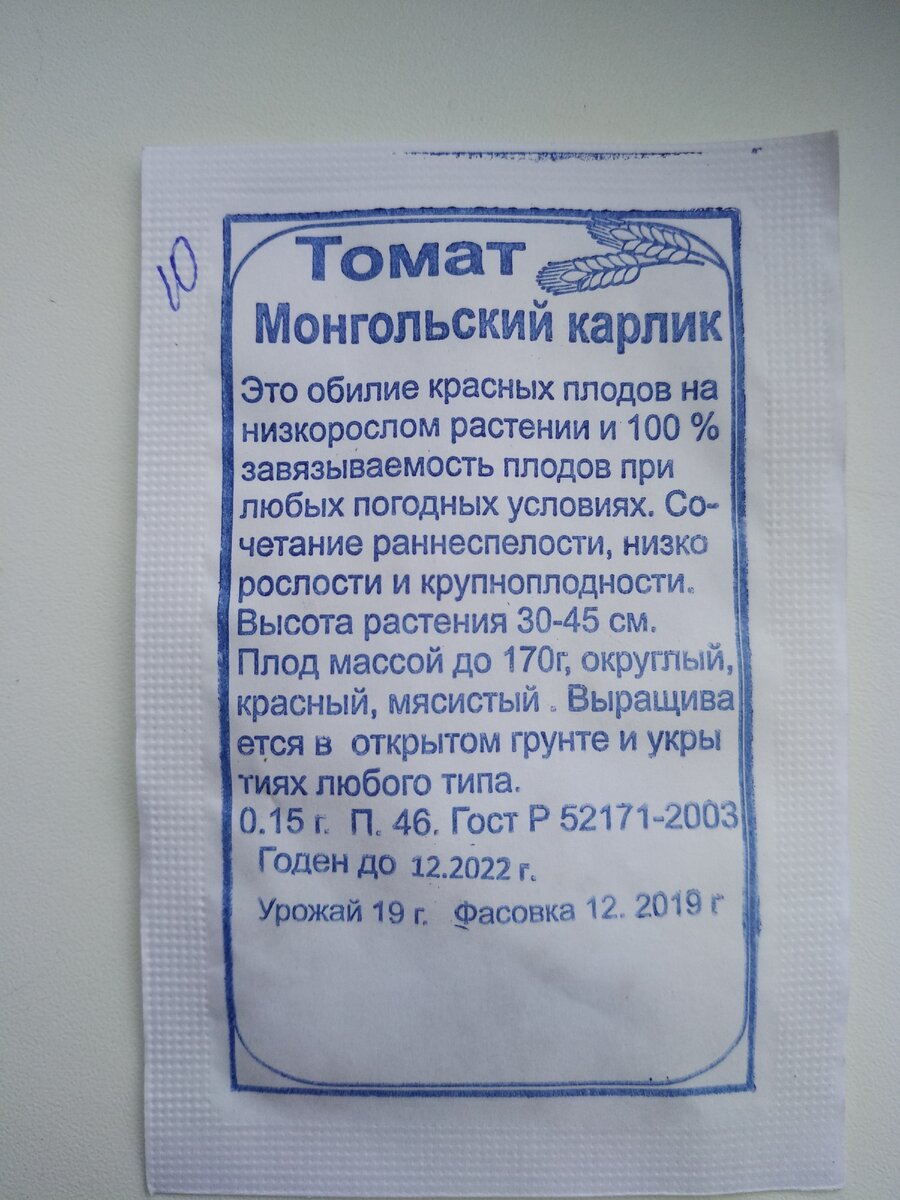 10
Томат
Монгольский карлик
Это обилие красных плодов на
низкорослом растении и 100 %
завязываемость плодов при
любых погодных условиях. Со-
четание раннеспелости, низко
рослости и крупноплодности.
Высота растения 30-45 см.
Плод массой до 170г, округлый,
красный, мясистый . Выращива
ется в открытом грунте и укры
тиях любого типа.
0.15 г. П. 46. Гост Р 52171-2003
Годен до 12.2022 г.
Урожай 19 г. Фасовка 12. 2019 г